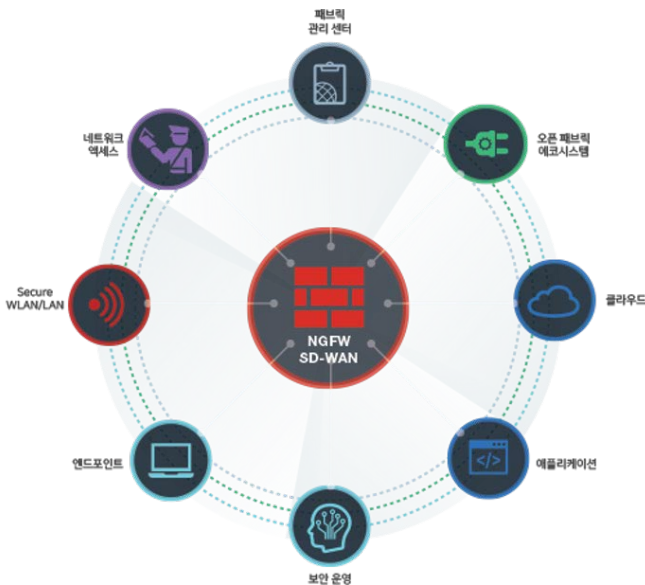 패브릭
관리 센터
네트워크
액세스
오픈 패브릭
에코시스템
Secure
WLAN/LAN
클라우드
NGFW
SD-WAN
엔드포인트
애플리케이션
보안 운영